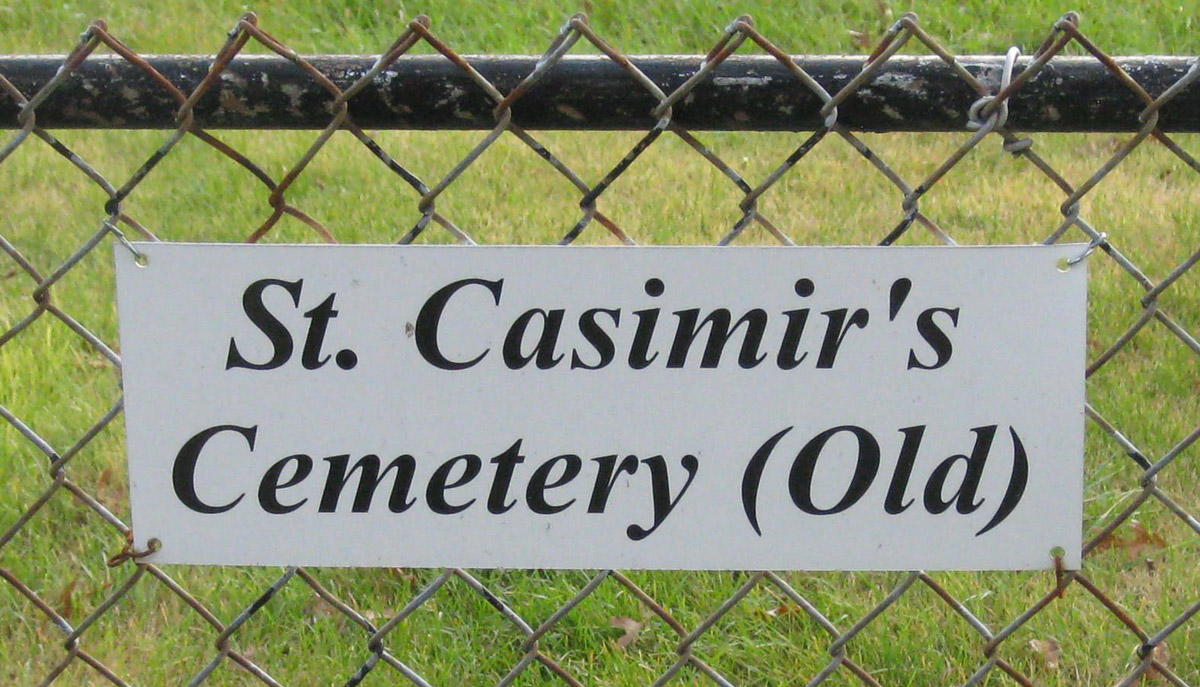 St. Casimir's
Cemetery (Old)